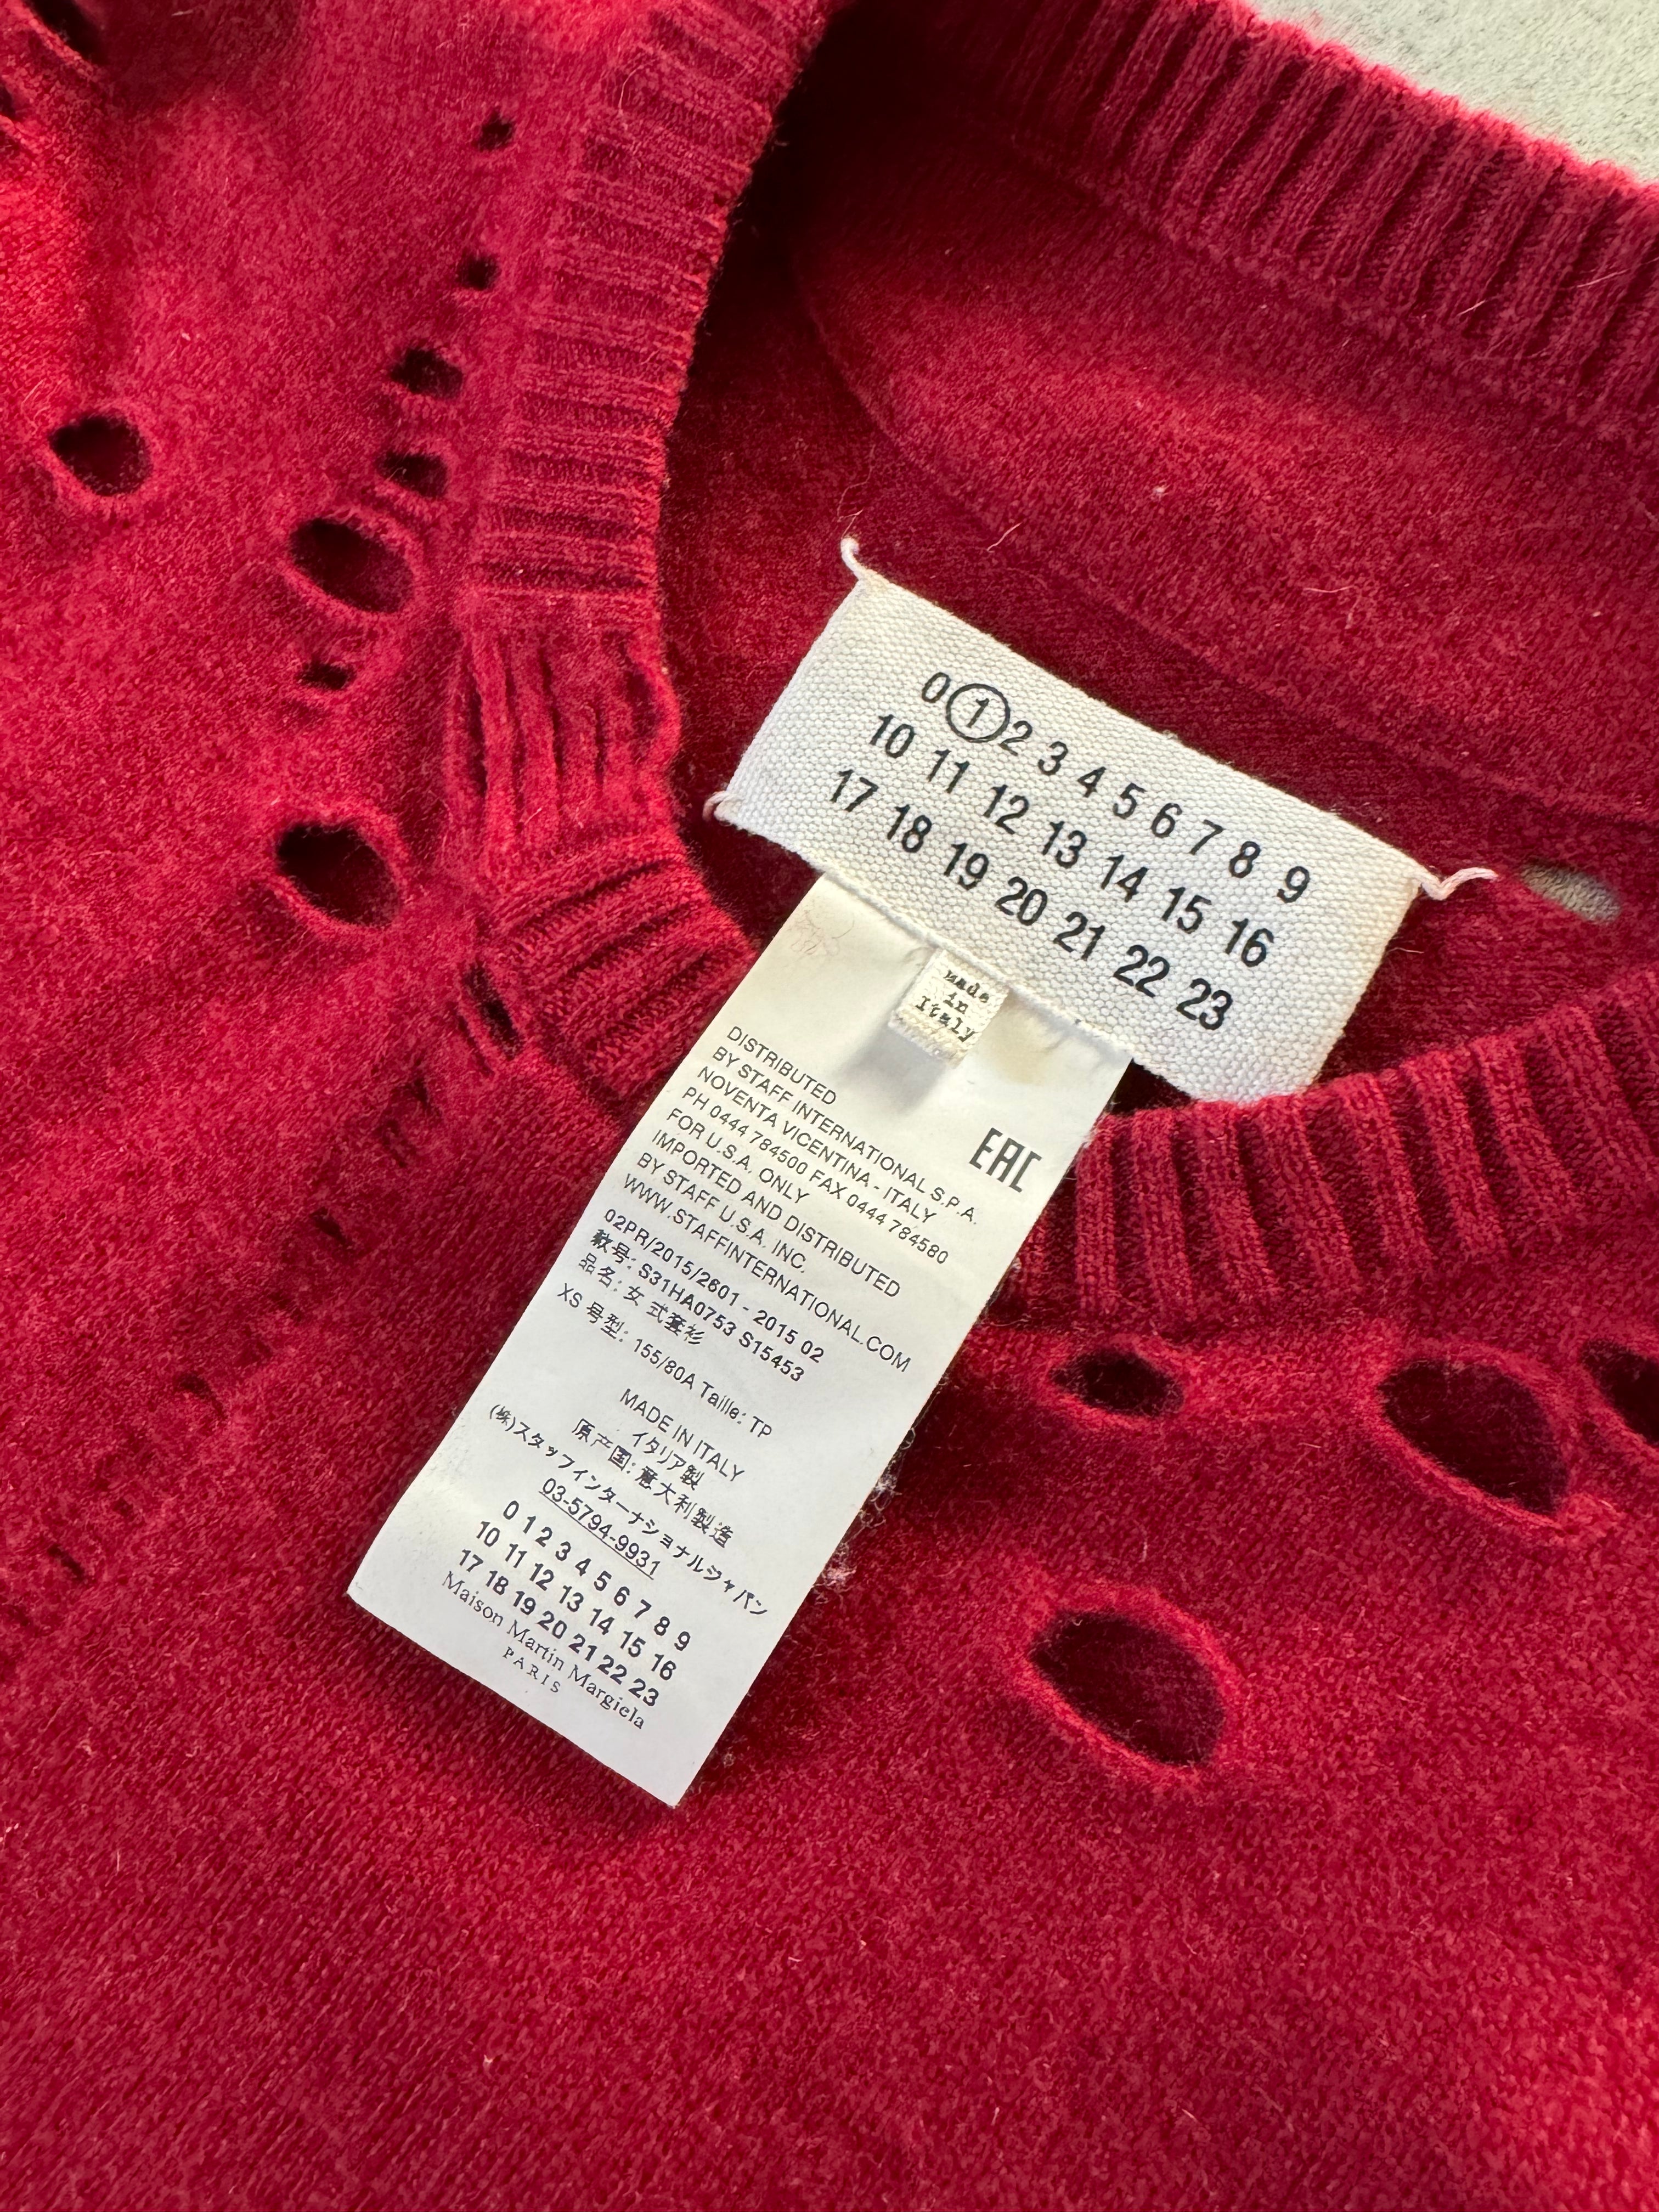 0 1 2 3 4 5 6 7 8 9
10 11 12 13 14 15 16
17 18 19 20 21 22 23
Made
in
Italy
DISTRIBUTED
BY STAFF INTERNATIONAL S.P.A.
NOVENTA VICENTINA - ITALY
PH 0444 784500 FAX 0444 784580
FOR U.S.A. ONLY
IMPORTED AND DISTRIBUTED
BY STAFF U.S.A. INC.
WWW.STAFFINTERNATIONAL.COM
EAC
02PR/2015/2601 - 2015 02
款号: S31HA0753 S15453
品名: 女 式套衫
XS 号型: 155/80A Taille: TP
MADE IN ITALY
イタリア製
原产国: 意大利製造
(株)スタッフインターナショナルジャパン
03-5794-9931
0 1 2 3 4 5 6 7 8 9
10 11 12 13 14 15 16
17 18 19 20 21 22 23
Maison Martin Margiela
PARIS